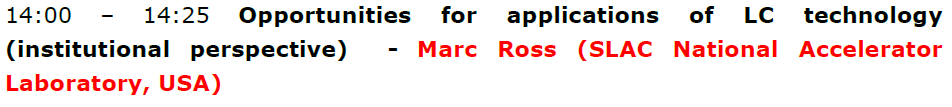 14:00 – 14:25 Opportunities for applications of LC technology
(institutional perspective) - Marc Ross (SLAC National Accelerator
Laboratory, USA)